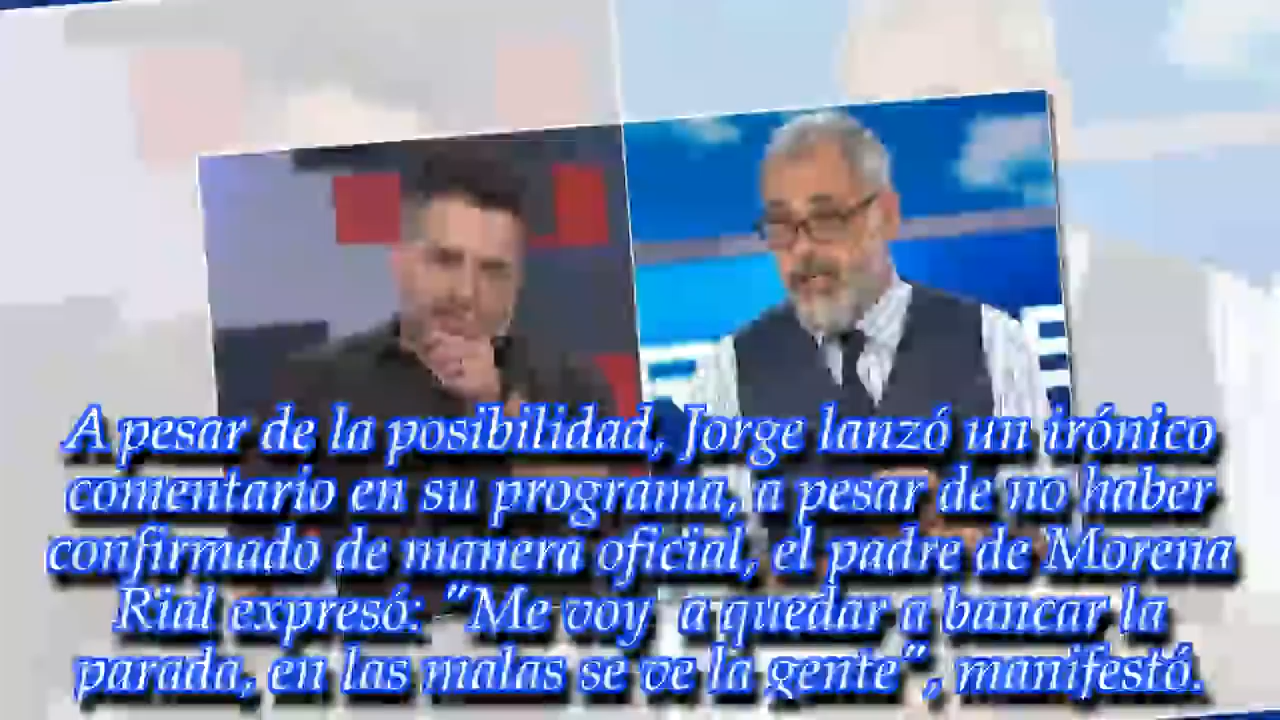 A pesar de la posibilidad, Jorge lanzó un irónico
comentario en su programa, a pesar de no haber
confirmado de manera oficial, el padre de Morena
Rial expresó: "Me voy  a quedar a bancar la
parada, en las malas se ve la gente", manifestó.